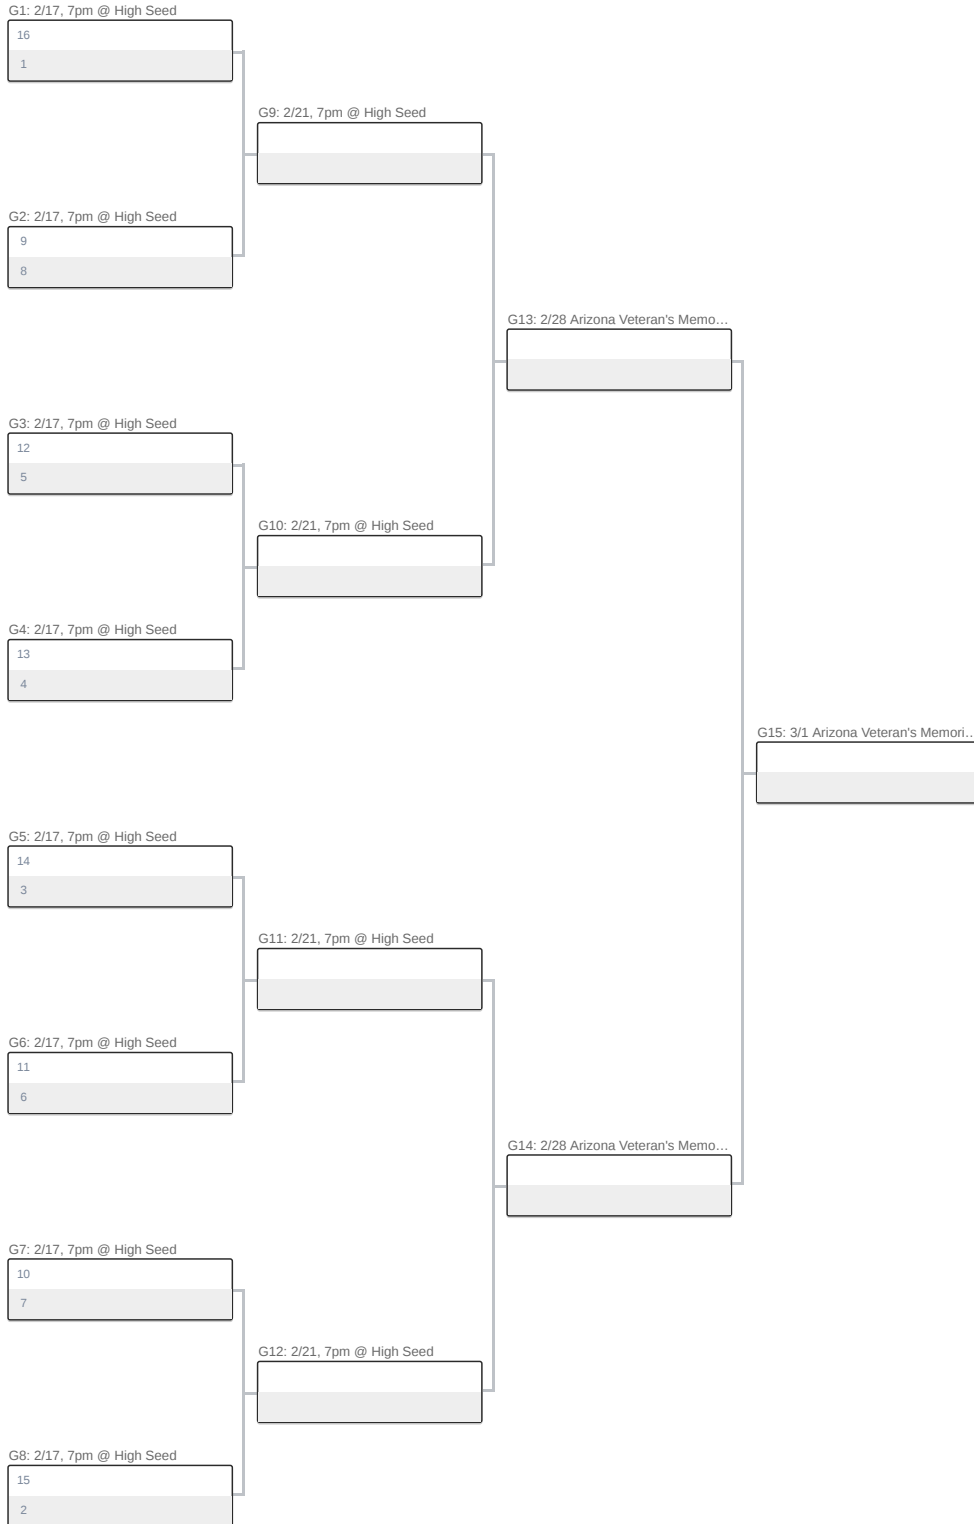 G1: 2/17, 7pm @ High Seed
16
1
G9: 2/21, 7pm @ High Seed
G2: 2/17, 7pm @ High Seed
9
8
G13: 2/28 Arizona Veteran's Memo…
G3: 2/17, 7pm @ High Seed
12
5
G10: 2/21, 7pm @ High Seed
G4: 2/17, 7pm @ High Seed
13
4
G15: 3/1 Arizona Veteran's Memori…
G5: 2/17, 7pm @ High Seed
14
3
G11: 2/21, 7pm @ High Seed
G6: 2/17, 7pm @ High Seed
11
6
G14: 2/28 Arizona Veteran's Memo…
G7: 2/17, 7pm @ High Seed
10
7
G12: 2/21, 7pm @ High Seed
G8: 2/17, 7pm @ High Seed
15
2